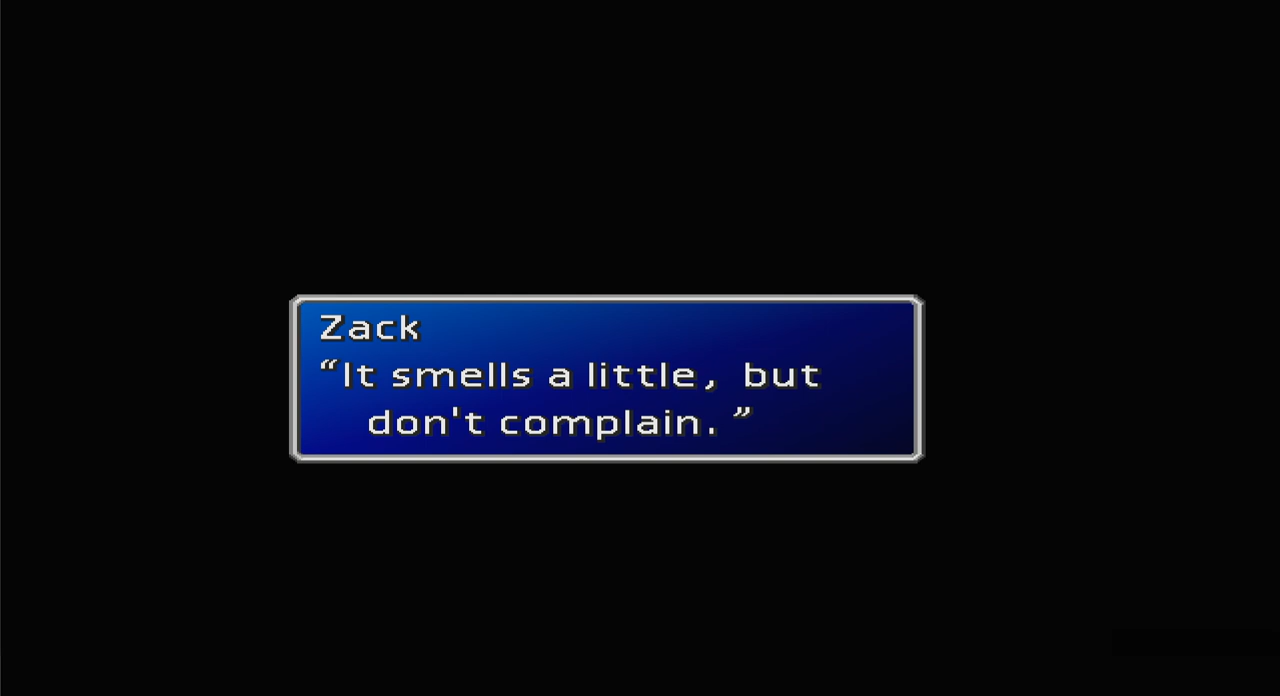 Zack
“It smells a little, but
don't complain.”